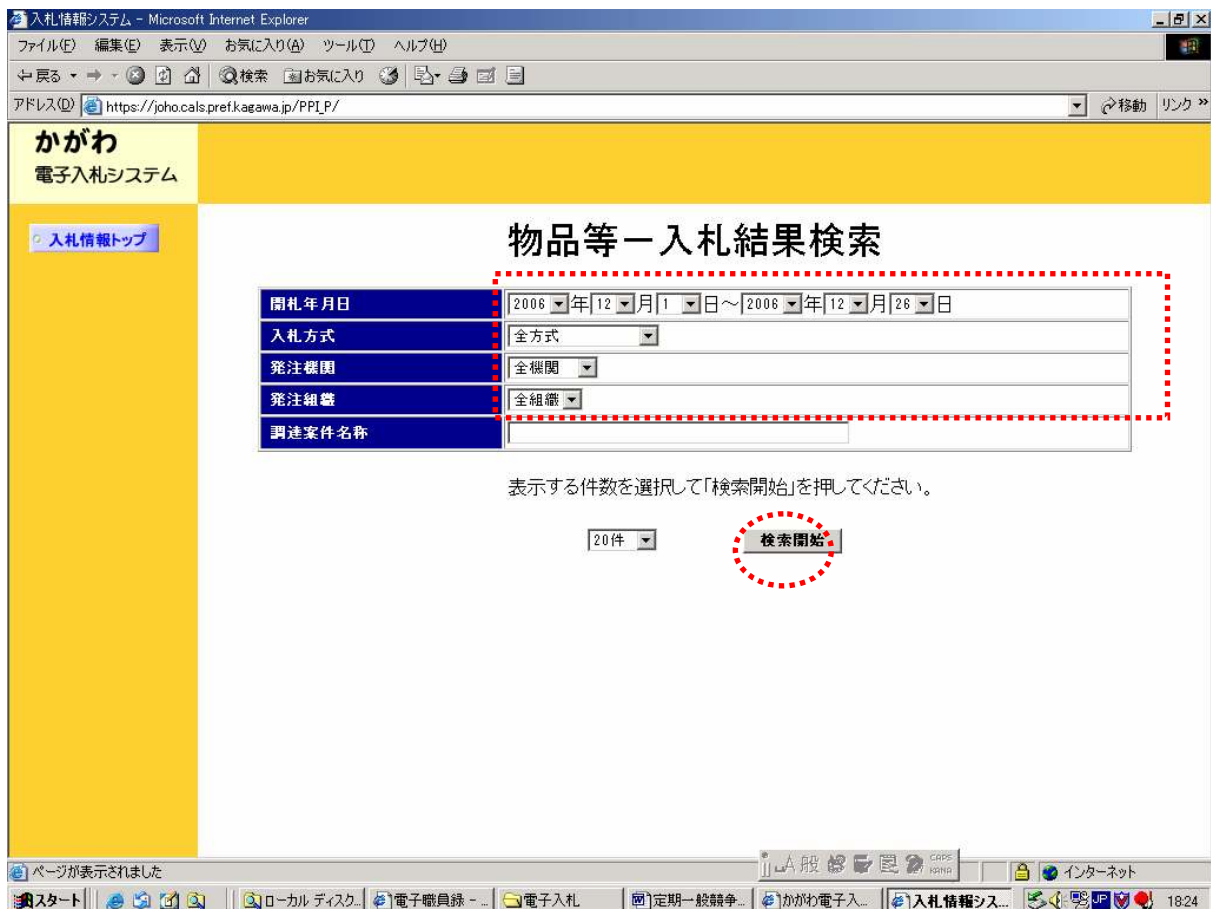 入札情報システム - Microsoft Internet Explorer
ファイル(F) 編集(E) 表示(V) お気に入り(A) ツール(T) ヘルプ(H)
戻る 検索 お気に入り
アドレス(D) https://joho.cals.pref.kagawa.jp/PPI_P/ 移動 リンク »
かがわ
電子入札システム
入札情報トップ
物品等－入札結果検索
開札年月日 2006 年 12 月 1 日～ 2006 年 12 月 26 日
入札方式 全方式
発注機関 全機関
発注組織 全組織
調達案件名称
表示する件数を選択して「検索開始」を押してください。
20件 検索開始
A 般 CAPS KANA
ページが表示されました インターネット
スタート ローカル ディスク... 電子職員録 - ... 電子入札 定期一般競争... かがわ電子入... 入札情報シス... JP 18:24